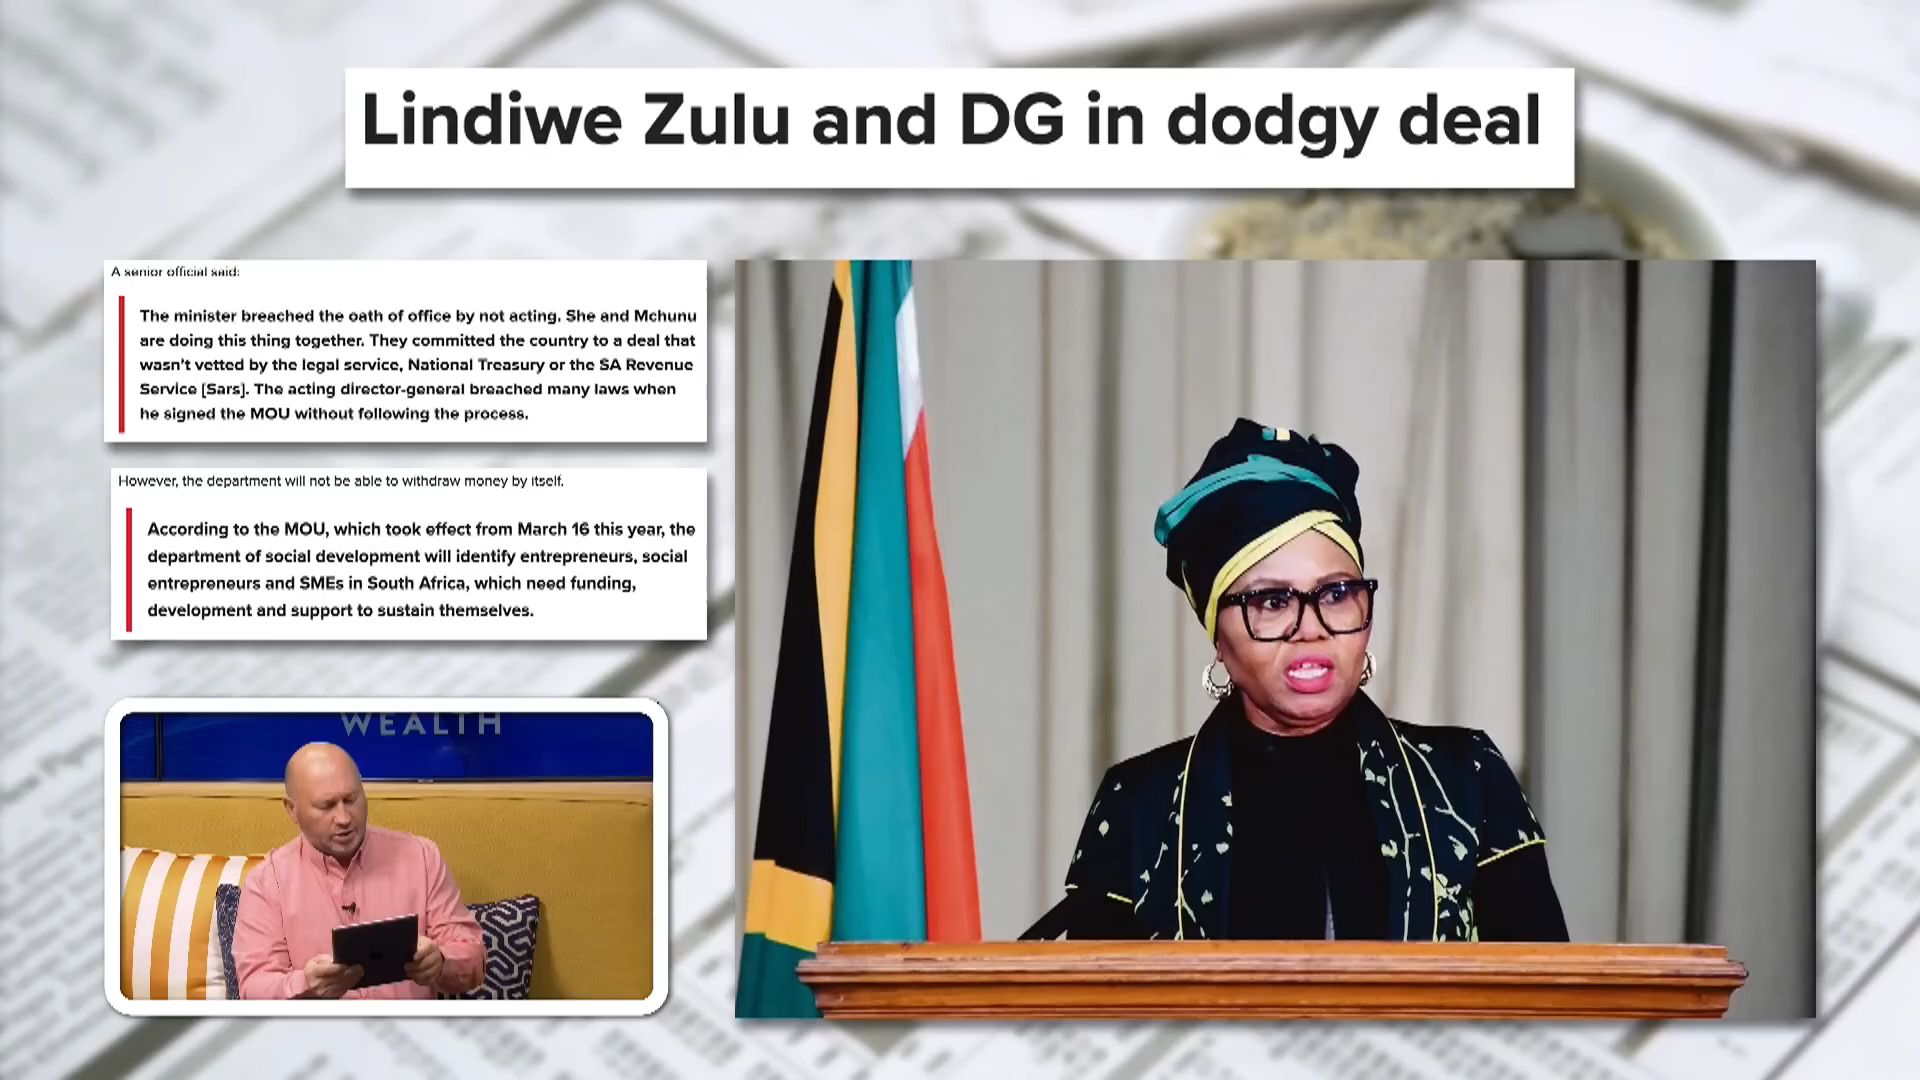 Lindiwe Zulu and DG in dodgy deal
A senior official said:
The minister breached the oath of office by not acting. She and Mchunu
are doing this thing together. They committed the country to a deal that
wasn't vetted by the legal service, National Treasury or the SA Revenue
Service [Sars]. The acting director-general breached many laws when
he signed the MOU without following the process.
However, the department will not be able to withdraw money by itself.
According to the MOU, which took effect from March 16 this year, the
department of social development will identify entrepreneurs, social
entrepreneurs and SMEs in South Africa, which need funding,
development and support to sustain themselves.
WEALTH